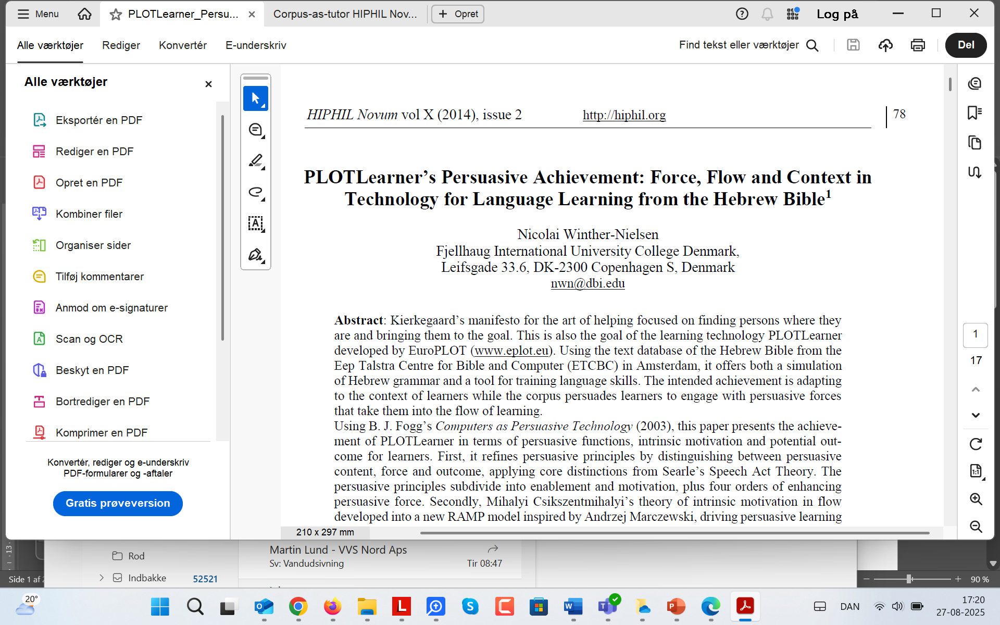 Menu
PLOTLearner_Persu...
Corpus-as-tutor HIPHIL Nov...
Opret
Log på
Alle værktøjer
Rediger
Konvertér
E-underskriv
Find tekst eller værktøjer
Del
Alle værktøjer
Eksportér en PDF
Rediger en PDF
Opret en PDF
Kombiner filer
Organiser sider
Tilføj kommentarer
Anmod om e-signaturer
Scan og OCR
Beskyt en PDF
Bortrediger en PDF
Komprimer en PDF
Konvertér, rediger og e-underskriv
PDF-formularer og -aftaler
Gratis prøveversion
HIPHIL Novum vol X (2014), issue 2 http://hiphil.org 78
PLOTLearner’s Persuasive Achievement: Force, Flow and Context in
Technology for Language Learning from the Hebrew Bible1
Nicolai Winther-Nielsen
Fjellhaug International University College Denmark,
Leifsgade 33.6, DK-2300 Copenhagen S, Denmark
nwn@dbi.edu
Abstract: Kierkegaard’s manifesto for the art of helping focused on finding persons where they
are and bringing them to the goal. This is also the goal of the learning technology PLOTLearner
developed by EuroPLOT (www.eplot.eu). Using the text database of the Hebrew Bible from the
Eep Talstra Centre for Bible and Computer (ETCBC) in Amsterdam, it offers both a simulation
of Hebrew grammar and a tool for training language skills. The intended achievement is adapting
to the context of learners while the corpus persuades learners to engage with persuasive forces
that take them into the flow of learning.
Using B. J. Fogg’s Computers as Persuasive Technology (2003), this paper presents the achieve-
ment of PLOTLearner in terms of persuasive functions, intrinsic motivation and potential out-
come for learners. First, it refines persuasive principles by distinguishing between persuasive
content, force and outcome, applying core distinctions from Searle’s Speech Act Theory. The
persuasive principles subdivide into enablement and motivation, plus four orders of enhancing
persuasive force. Secondly, Mihalyi Csikszentmihalyi’s theory of intrinsic motivation in flow
developed into a new RAMP model inspired by Andrzej Marczewski, driving persuasive learning
210 x 297 mm
1
17
1:1
13
Rod
Indbakke 52521
Martin Lund - VVS Nord Aps
Sv: Vandudsivning Tir 08:47
Side 1 af 2
90 %
20°
DAN
17:20
27-08-2025